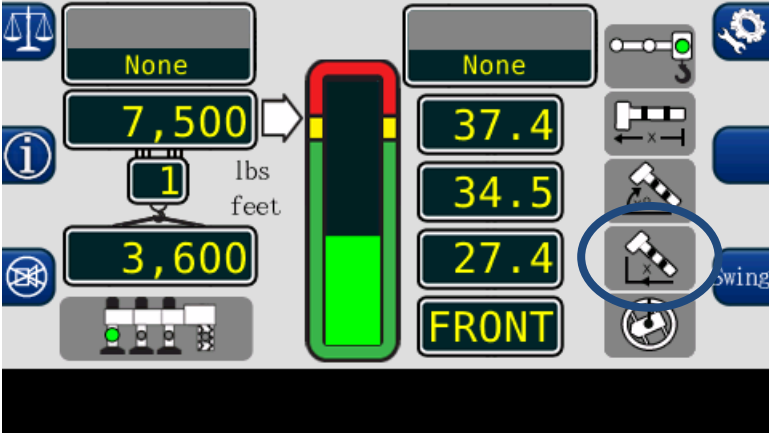 None
None
7,500
37.4
x
1
lbs
feet
34.5
x°
3,600
27.4
x
Swing
FRONT
i